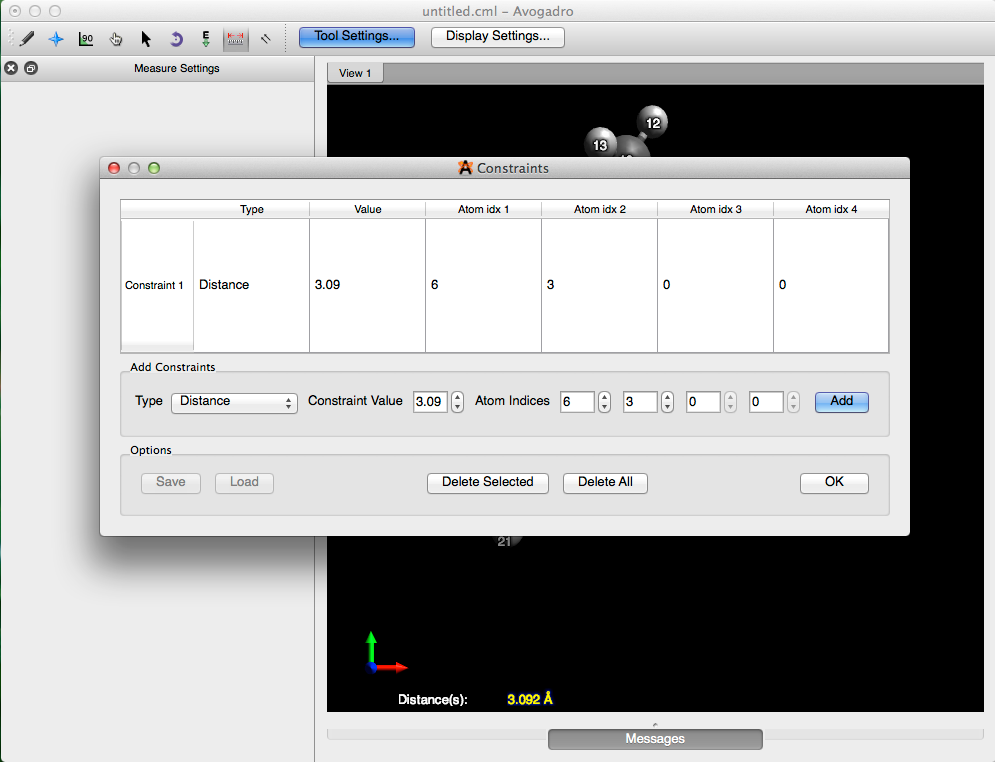 untitled.cml – Avogadro
90
E
Tool Settings...
Display Settings...
Measure Settings
View 1
12
13
Constraints
Type Value Atom idx 1 Atom idx 2 Atom idx 3 Atom idx 4
Constraint 1 Distance 3.09 6 3 0 0
Add Constraints
Type Distance Constraint Value 3.09 Atom Indices 6 3 0 0 Add
Options
Save Load Delete Selected Delete All OK
21
Distance(s): 3.092 Å
Messages